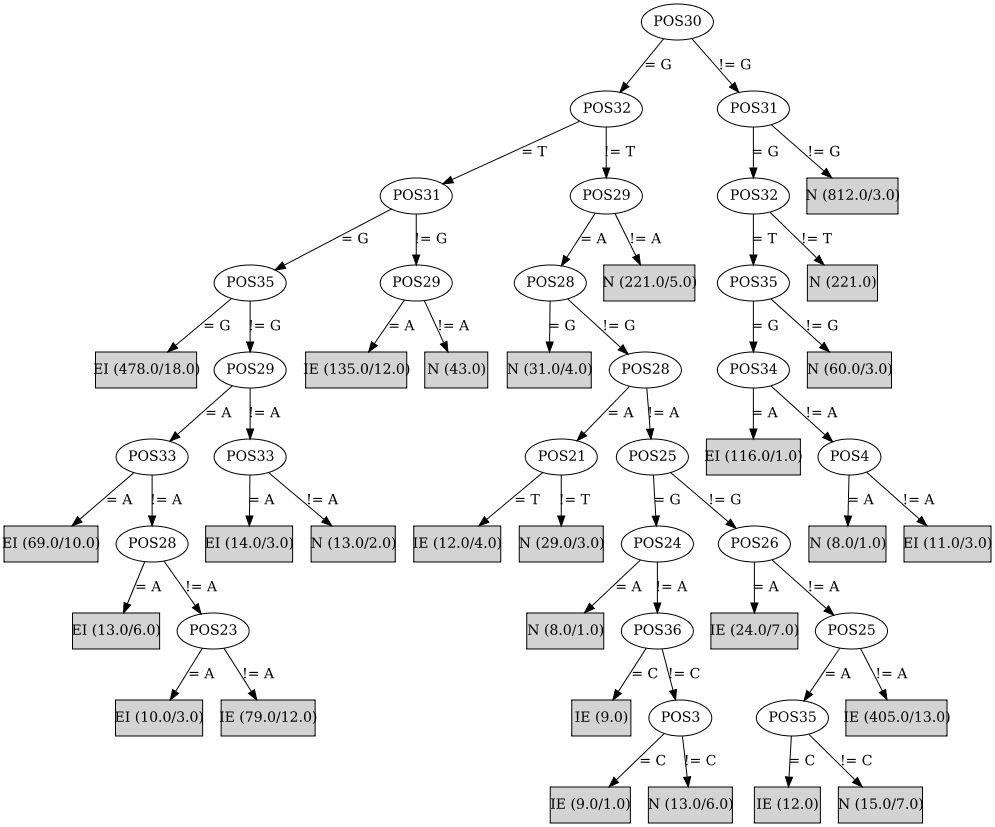 POS30
= G
!= G
POS32
POS31
= T
!= T
= G
!= G
POS31
POS29
POS32
N (812.0/3.0)
= G
!= G
= A
!= A
= T
!= T
POS35
POS29
POS28
N (221.0/5.0)
POS35
N (221.0)
= G
!= G
= A
!= A
= G
!= G
= G
!= G
EI (478.0/18.0)
POS29
IE (135.0/12.0)
N (43.0)
N (31.0/4.0)
POS28
POS34
N (60.0/3.0)
= A
!= A
= A
!= A
= A
!= A
POS33
POS33
POS21
POS25
EI (116.0/1.0)
POS4
= A
!= A
= A
!= A
= T
!= T
= G
!= G
= A
!= A
EI (69.0/10.0)
POS28
EI (14.0/3.0)
N (13.0/2.0)
IE (12.0/4.0)
N (29.0/3.0)
POS24
POS26
N (8.0/1.0)
EI (11.0/3.0)
= A
!= A
= A
!= A
= A
!= A
EI (13.0/6.0)
POS23
N (8.0/1.0)
POS36
IE (24.0/7.0)
POS25
= A
!= A
= C
!= C
= A
!= A
EI (10.0/3.0)
IE (79.0/12.0)
IE (9.0)
POS3
POS35
IE (405.0/13.0)
= C
!= C
= C
!= C
IE (9.0/1.0)
N (13.0/6.0)
IE (12.0)
N (15.0/7.0)